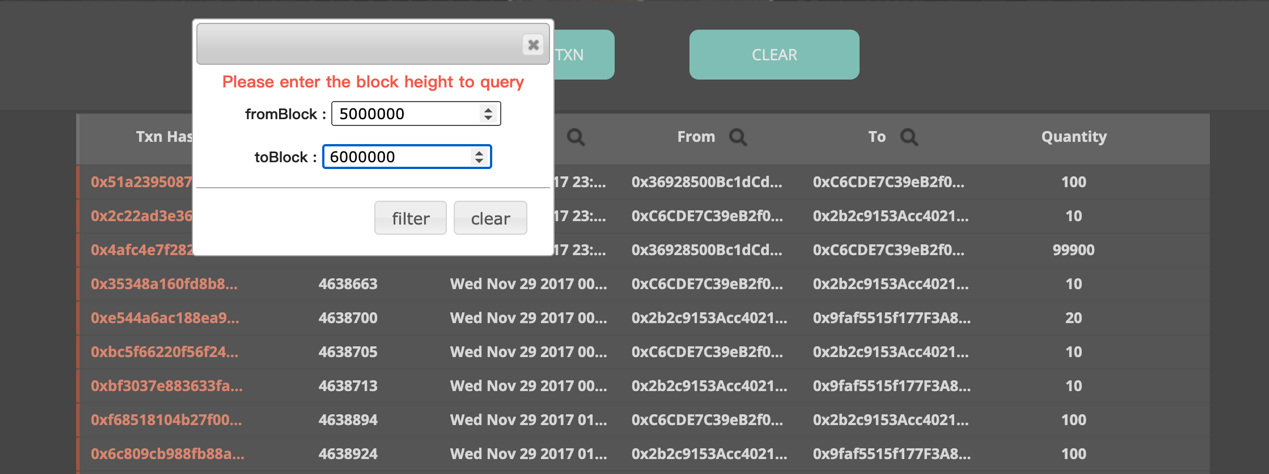 TXN
CLEAR
Please enter the block height to query
fromBlock : 5000000
toBlock : 6000000
filter clear
Txn Has From To Quantity
0x51a2395087 17 23:... 0x36928500Bc1dCd... 0xC6CDE7C39eB2f0... 100
0x2c22ad3e36 17 23:... 0xC6CDE7C39eB2f0... 0x2b2c9153Acc4021... 10
0x4afc4e7f282 17 23:... 0x36928500Bc1dCd... 0xC6CDE7C39eB2f0... 99900
0x35348a160fd8b8... 4638663 Wed Nov 29 2017 00... 0xC6CDE7C39eB2f0... 0x2b2c9153Acc4021... 10
0xe544a6ac188ea9... 4638700 Wed Nov 29 2017 00... 0x2b2c9153Acc4021... 0x9faf5515f177F3A8... 20
0xbc5f66220f56f24... 4638705 Wed Nov 29 2017 00... 0xC6CDE7C39eB2f0... 0x2b2c9153Acc4021... 10
0xbf3037e883633fa... 4638713 Wed Nov 29 2017 00... 0x2b2c9153Acc4021... 0x9faf5515f177F3A8... 10
0xf68518104b27f00... 4638894 Wed Nov 29 2017 01... 0xC6CDE7C39eB2f0... 0x2b2c9153Acc4021... 100
0x6c809cb988fb88a... 4638924 Wed Nov 29 2017 01... 0x2b2c9153Acc4021... 0x9faf5515f177F3A8... 100